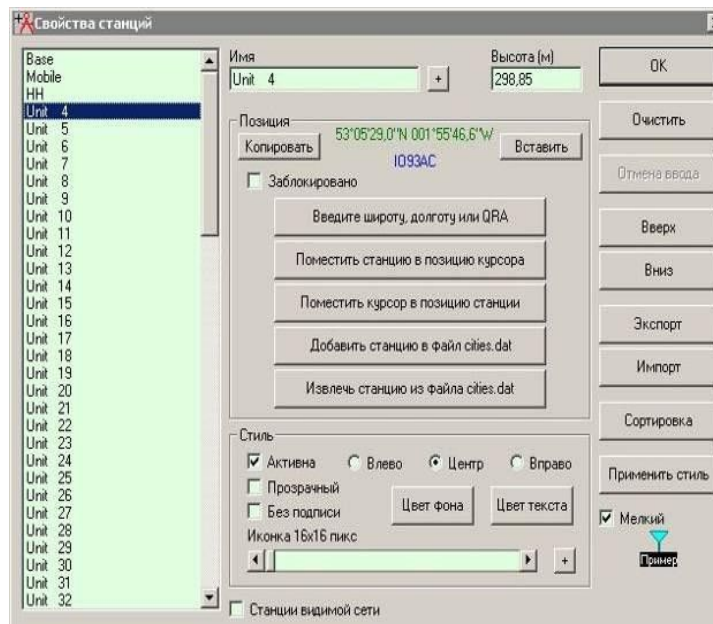 Свойства станций
Base
Mobile
HH
Unit 4
Unit 5
Unit 6
Unit 7
Unit 8
Unit 9
Unit 10
Unit 11
Unit 12
Unit 13
Unit 14
Unit 15
Unit 16
Unit 17
Unit 18
Unit 19
Unit 20
Unit 21
Unit 22
Unit 23
Unit 24
Unit 25
Unit 26
Unit 27
Unit 28
Unit 29
Unit 30
Unit 31
Unit 32
Имя
Unit 4
+
Высота (м)
298,85
Позиция
Копировать
53°05'29,0"N 001°55'46,6"W
IO93AC
Вставить
Заблокировано
Введите широту, долготу или QRA
Поместить станцию в позицию курсора
Поместить курсор в позицию станции
Добавить станцию в файл cities.dat
Извлечь станцию из файла cities.dat
Стиль
Активна Влево Центр Вправо
Прозрачный
Без подписи
Цвет фона
Цвет текста
Иконка 16x16 пикс
+
Станции видимой сети
OK
Очистить
Отмена ввода
Вверх
Вниз
Экспорт
Импорт
Сортировка
Применить стиль
Мелкий
Пример